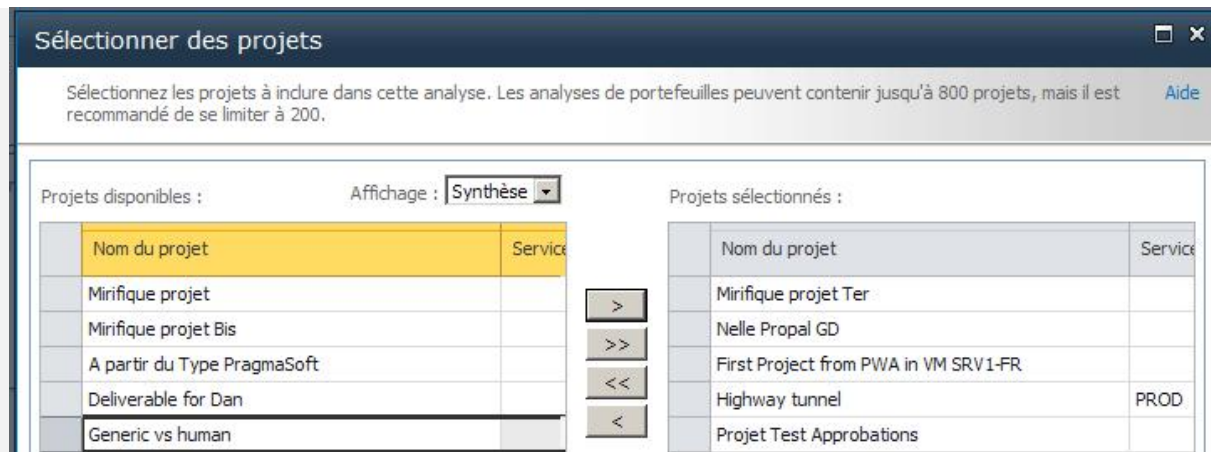 Sélectionner des projets
Sélectionnez les projets à inclure dans cette analyse. Les analyses de portefeuilles peuvent contenir jusqu'à 800 projets, mais il est
recommandé de se limiter à 200.
Aide
Projets disponibles :
Affichage : Synthèse
Nom du projet Service
Mirifique projet
Mirifique projet Bis
A partir du Type PragmaSoft
Deliverable for Dan
Generic vs human
>
>>
<<
<
Projets sélectionnés :
Nom du projet Service
Mirifique projet Ter
Nelle Propal GD
First Project from PWA in VM SRV1-FR
Highway tunnel PROD
Projet Test Approbations